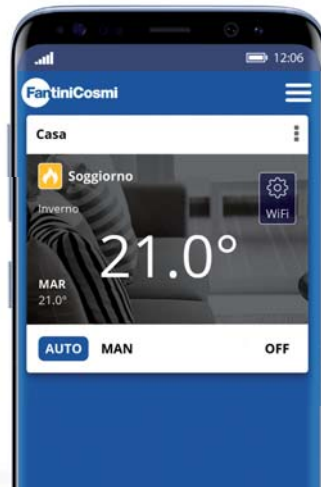 12:06
FantiniCosmi
Casa
Soggiorno
Inverno
WiFi
21.0°
MAR
21.0°
AUTO MAN OFF